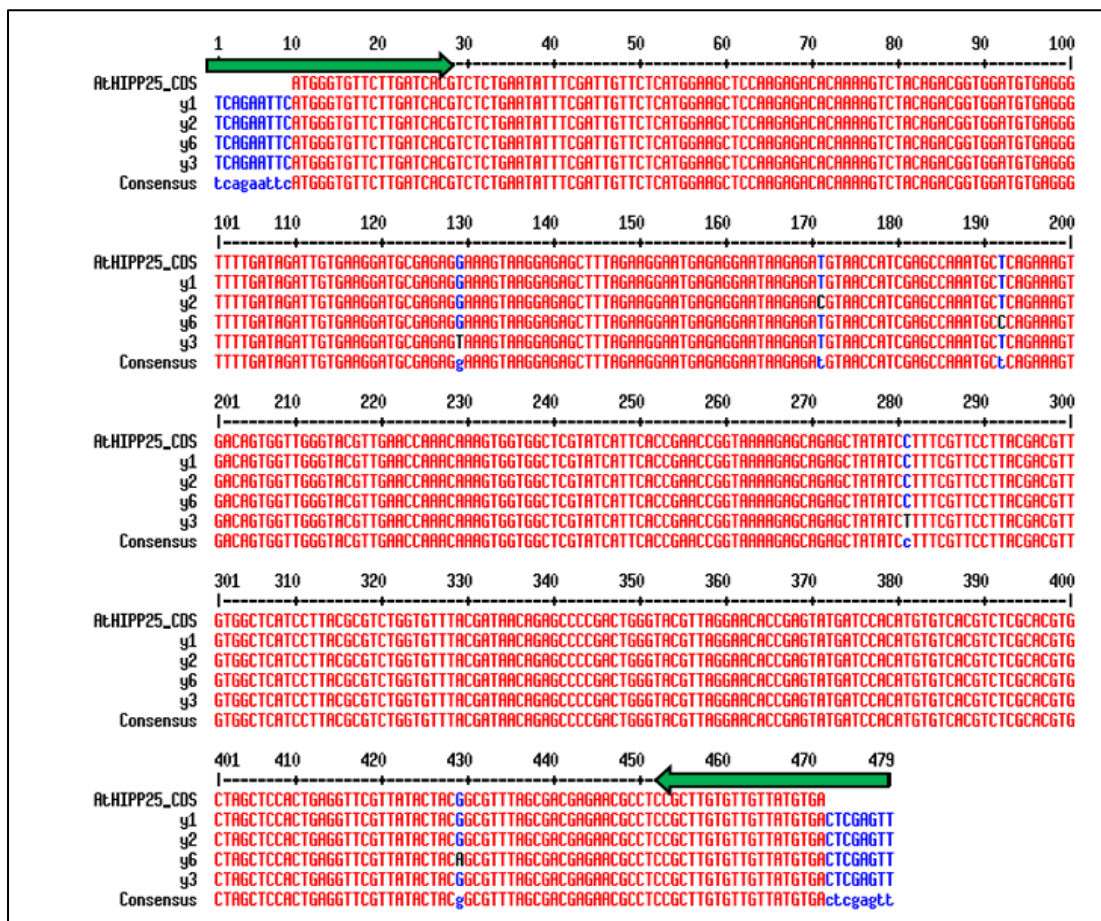 1 10 20 30 40 50 60 70 80 90 100
AtHIPP25_CDS ATGGGTGTTCTTGATCACGTCTCTGAATATTTCGATTGTTCTCATGGAAGCTCCAAGAGACACAAAAGTCTACAGACGGTGGATGTGAGGG
y1 TCAGAATTCATGGGTGTTCTTGATCACGTCTCTGAATATTTCGATTGTTCTCATGGAAGCTCCAAGAGACACAAAAGTCTACAGACGGTGGATGTGAGGG
y2 TCAGAATTCATGGGTGTTCTTGATCACGTCTCTGAATATTTCGATTGTTCTCATGGAAGCTCCAAGAGACACAAAAGTCTACAGACGGTGGATGTGAGGG
y6 TCAGAATTCATGGGTGTTCTTGATCACGTCTCTGAATATTTCGATTGTTCTCATGGAAGCTCCAAGAGACACAAAAGTCTACAGACGGTGGATGTGAGGG
y3 TCAGAATTCATGGGTGTTCTTGATCACGTCTCTGAATATTTCGATTGTTCTCATGGAAGCTCCAAGAGACACAAAAGTCTACAGACGGTGGATGTGAGGG
Consensus tcagaattcATGGGTGTTCTTGATCACGTCTCTGAATATTTCGATTGTTCTCATGGAAGCTCCAAGAGACACAAAAGTCTACAGACGGTGGATGTGAGGG
101 110 120 130 140 150 160 170 180 190 200
AtHIPP25_CDS TTTTGATAGATTGTGAAGGATGCGAGAGGAAAGTAAGGAGAGCTTTAGAAGGAATGAGAGGAATAAGAGATGTAACCATCGAGCCAAATGCTCAGAAAGT
y1 TTTTGATAGATTGTGAAGGATGCGAGAGGAAAGTAAGGAGAGCTTTAGAAGGAATGAGAGGAATAAGAGATGTAACCATCGAGCCAAATGCTCAGAAAGT
y2 TTTTGATAGATTGTGAAGGATGCGAGAGGAAAGTAAGGAGAGCTTTAGAAGGAATGAGAGGAATAAGAGACGTAACCATCGAGCCAAATGCTCAGAAAGT
y6 TTTTGATAGATTGTGAAGGATGCGAGAGGAAAGTAAGGAGAGCTTTAGAAGGAATGAGAGGAATAAGAGATGTAACCATCGAGCCAAATGCCCAGAAAGT
y3 TTTTGATAGATTGTGAAGGATGCGAGAGTAAAGTAAGGAGAGCTTTAGAAGGAATGAGAGGAATAAGAGATGTAACCATCGAGCCAAATGCTCAGAAAGT
Consensus TTTTGATAGATTGTGAAGGATGCGAGAGgAAAGTAAGGAGAGCTTTAGAAGGAATGAGAGGAATAAGAGAtGTAACCATCGAGCCAAATGCtCAGAAAGT
201 210 220 230 240 250 260 270 280 290 300
AtHIPP25_CDS GACAGTGGTTGGGTACGTTGAACCAAACAAAGTGGTGGCTCGTATCATTCACCGAACCGGTAAAAGAGCAGAGCTATATCCTTTCGTTCCTTACGACGTT
y1 GACAGTGGTTGGGTACGTTGAACCAAACAAAGTGGTGGCTCGTATCATTCACCGAACCGGTAAAAGAGCAGAGCTATATCCTTTCGTTCCTTACGACGTT
y2 GACAGTGGTTGGGTACGTTGAACCAAACAAAGTGGTGGCTCGTATCATTCACCGAACCGGTAAAAGAGCAGAGCTATATCCTTTCGTTCCTTACGACGTT
y6 GACAGTGGTTGGGTACGTTGAACCAAACAAAGTGGTGGCTCGTATCATTCACCGAACCGGTAAAAGAGCAGAGCTATATCCTTTCGTTCCTTACGACGTT
y3 GACAGTGGTTGGGTACGTTGAACCAAACAAAGTGGTGGCTCGTATCATTCACCGAACCGGTAAAAGAGCAGAGCTATATCTTTTCGTTCCTTACGACGTT
Consensus GACAGTGGTTGGGTACGTTGAACCAAACAAAGTGGTGGCTCGTATCATTCACCGAACCGGTAAAAGAGCAGAGCTATATCcTTTCGTTCCTTACGACGTT
301 310 320 330 340 350 360 370 380 390 400
AtHIPP25_CDS GTGGCTCATCCTTACGCGTCTGGTGTTTACGATAACAGAGCCCCGACTGGGTACGTTAGGAACACCGAGTATGATCCACATGTGTCACGTCTCGCACGTG
y1 GTGGCTCATCCTTACGCGTCTGGTGTTTACGATAACAGAGCCCCGACTGGGTACGTTAGGAACACCGAGTATGATCCACATGTGTCACGTCTCGCACGTG
y2 GTGGCTCATCCTTACGCGTCTGGTGTTTACGATAACAGAGCCCCGACTGGGTACGTTAGGAACACCGAGTATGATCCACATGTGTCACGTCTCGCACGTG
y6 GTGGCTCATCCTTACGCGTCTGGTGTTTACGATAACAGAGCCCCGACTGGGTACGTTAGGAACACCGAGTATGATCCACATGTGTCACGTCTCGCACGTG
y3 GTGGCTCATCCTTACGCGTCTGGTGTTTACGATAACAGAGCCCCGACTGGGTACGTTAGGAACACCGAGTATGATCCACATGTGTCACGTCTCGCACGTG
Consensus GTGGCTCATCCTTACGCGTCTGGTGTTTACGATAACAGAGCCCCGACTGGGTACGTTAGGAACACCGAGTATGATCCACATGTGTCACGTCTCGCACGTG
401 410 420 430 440 450 460 470 479
AtHIPP25_CDS CTAGCTCCACTGAGGTTCGTTATACTACGGCGTTTAGCGACGAGAACGCCTCCGCTTGTGTTGTTATGTGA
y1 CTAGCTCCACTGAGGTTCGTTATACTACGGCGTTTAGCGACGAGAACGCCTCCGCTTGTGTTGTTATGTGACTCGAGTT
y2 CTAGCTCCACTGAGGTTCGTTATACTACGGCGTTTAGCGACGAGAACGCCTCCGCTTGTGTTGTTATGTGACTCGAGTT
y6 CTAGCTCCACTGAGGTTCGTTATACTACAGCGTTTAGCGACGAGAACGCCTCCGCTTGTGTTGTTATGTGACTCGAGTT
y3 CTAGCTCCACTGAGGTTCGTTATACTACGGCGTTTAGCGACGAGAACGCCTCCGCTTGTGTTGTTATGTGACTCGAGTT
Consensus CTAGCTCCACTGAGGTTCGTTATACTACgGCGTTTAGCGACGAGAACGCCTCCGCTTGTGTTGTTATGTGActcgagtt